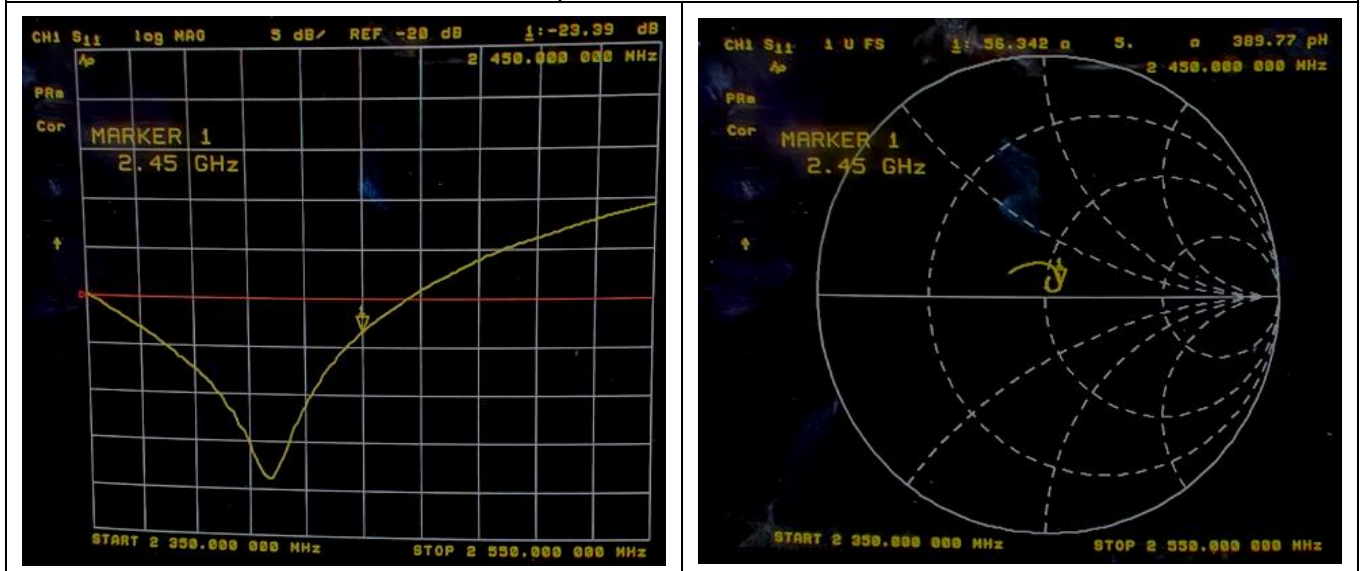 CH1 S11 log MAG 5 dB/ REF -20 dB 1:-23.39 dB
2 450.000 000 MHz
PRm
Cor
MARKER 1
2.45 GHz
START 2 350.000 000 MHz STOP 2 550.000 000 MHz
CH1 S11 1 U FS 1: 56.342 Ω 5. Ω 389.77 pH
2 450.000 000 MHz
PRm
Cor
MARKER 1
2.45 GHz
1
START 2 350.000 000 MHz STOP 2 550.000 000 MHz